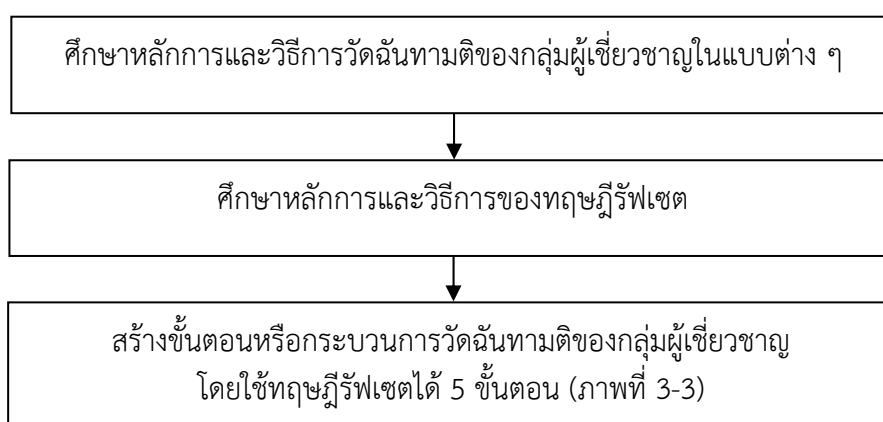 ศึกษาหลักการและวิธีการวัดฉันทามติของกลุ่มผู้เชี่ยวชาญในแบบต่าง ๆ
ศึกษาหลักการและวิธีการของทฤษฎีรัฟเซต
สร้างขั้นตอนหรือกระบวนการวัดฉันทามติของกลุ่มผู้เชี่ยวชาญ
โดยใช้ทฤษฎีรัฟเซตได้ 5 ขั้นตอน (ภาพที่ 3-3)